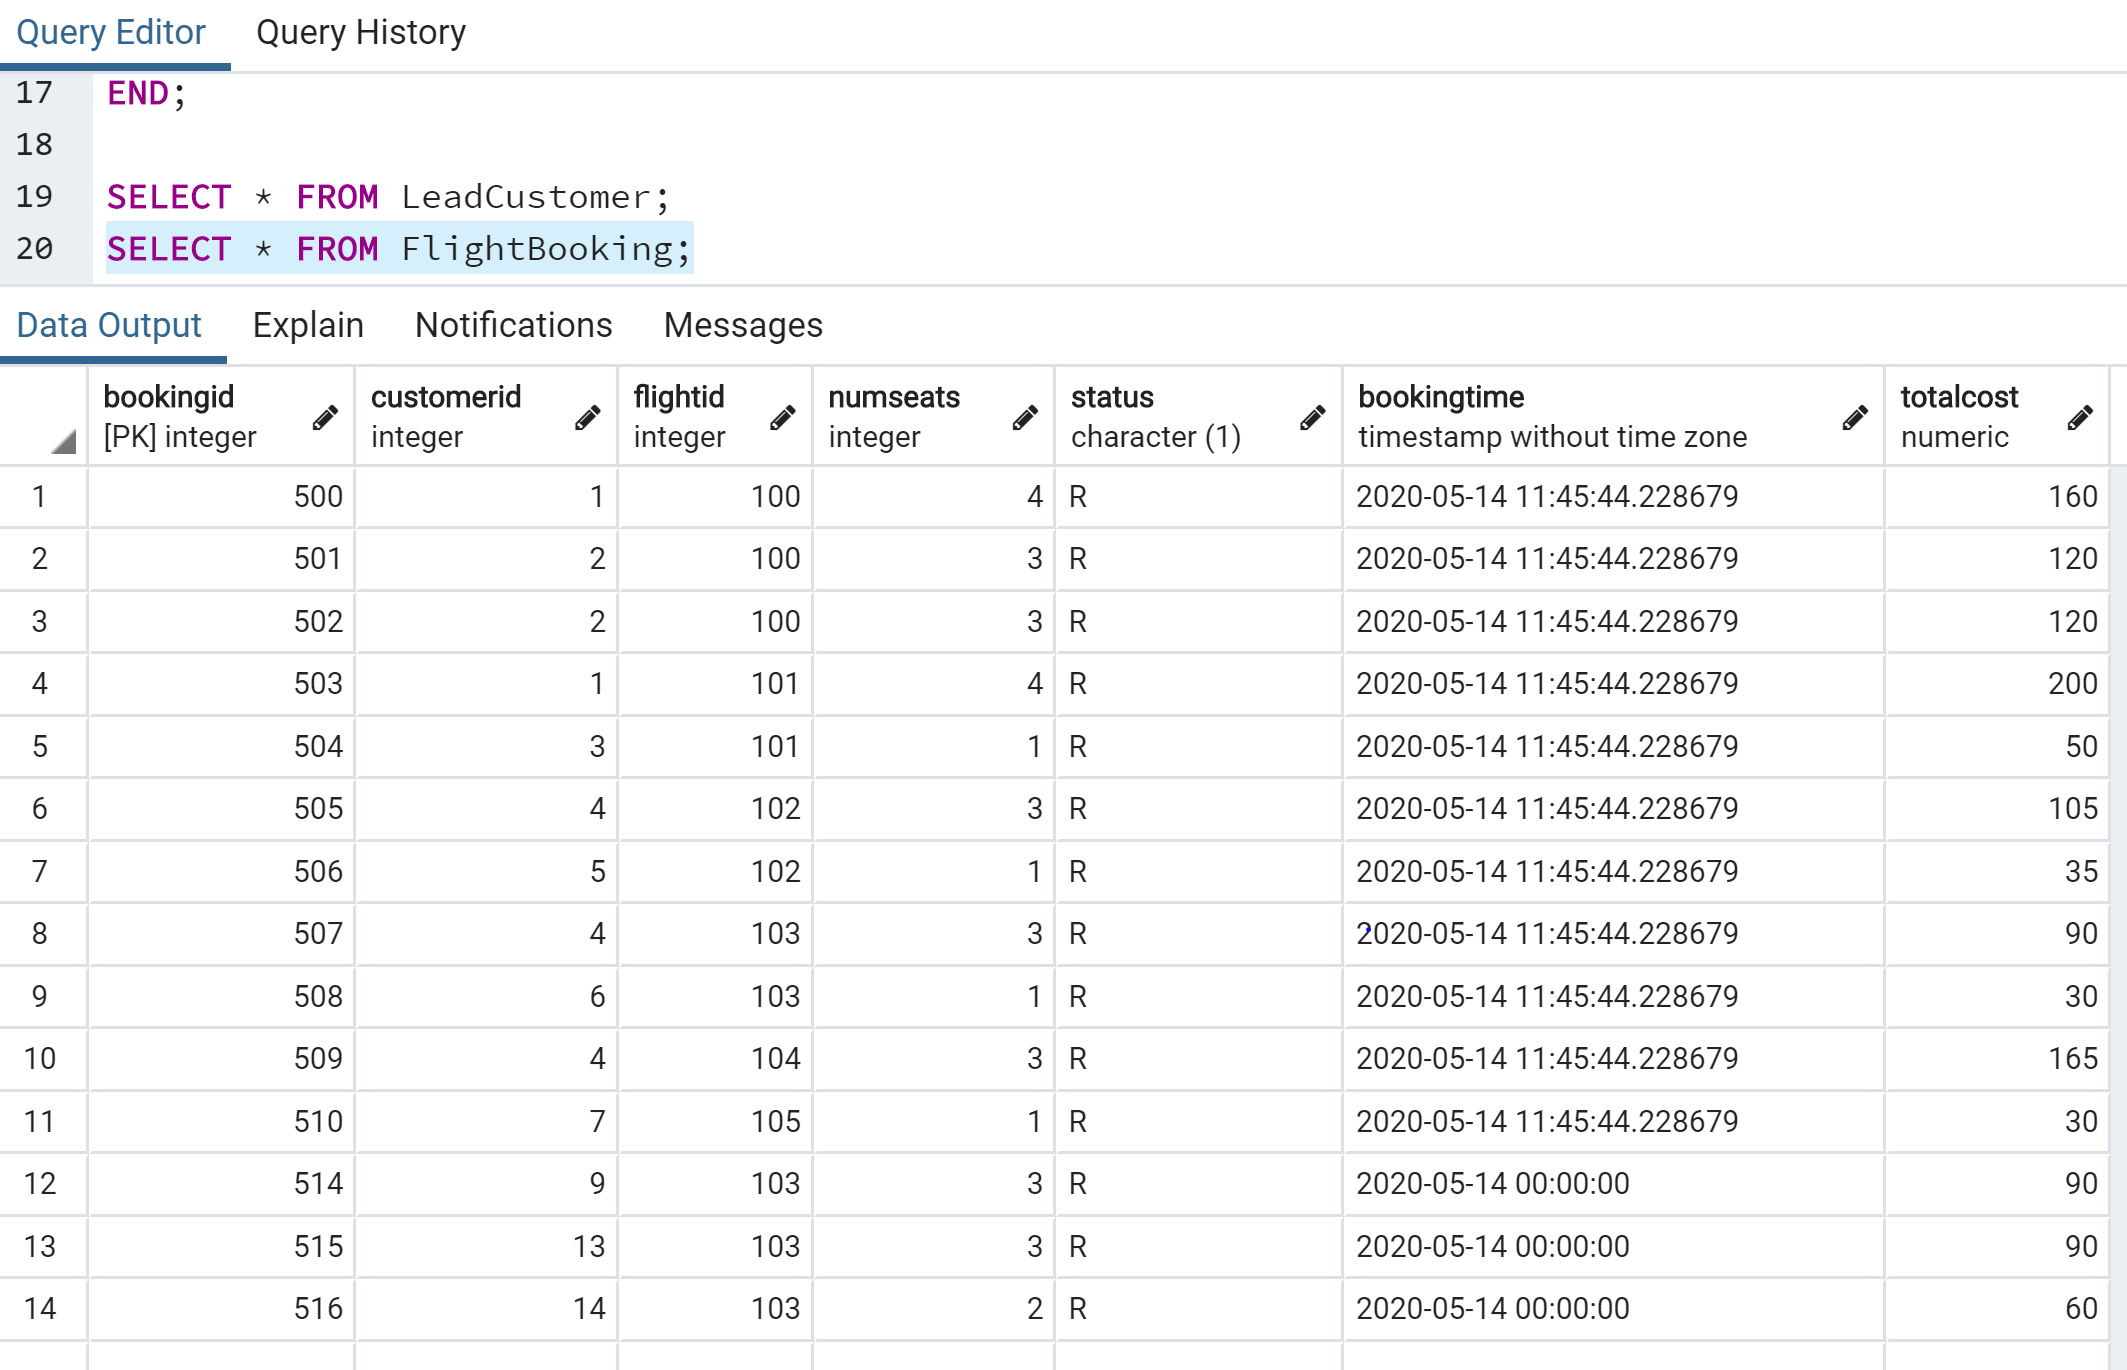 Query Editor Query History
17 END;
18
19 SELECT * FROM LeadCustomer;
20 SELECT * FROM FlightBooking;
Data Output Explain Notifications Messages
bookingid customerid flightid numseats status bookingtime totalcost
[PK] integer integer integer integer character (1) timestamp without time zone numeric
1 500 1 100 4 R 2020-05-14 11:45:44.228679 160
2 501 2 100 3 R 2020-05-14 11:45:44.228679 120
3 502 2 100 3 R 2020-05-14 11:45:44.228679 120
4 503 1 101 4 R 2020-05-14 11:45:44.228679 200
5 504 3 101 1 R 2020-05-14 11:45:44.228679 50
6 505 4 102 3 R 2020-05-14 11:45:44.228679 105
7 506 5 102 1 R 2020-05-14 11:45:44.228679 35
8 507 4 103 3 R 2020-05-14 11:45:44.228679 90
9 508 6 103 1 R 2020-05-14 11:45:44.228679 30
10 509 4 104 3 R 2020-05-14 11:45:44.228679 165
11 510 7 105 1 R 2020-05-14 11:45:44.228679 30
12 514 9 103 3 R 2020-05-14 00:00:00 90
13 515 13 103 3 R 2020-05-14 00:00:00 90
14 516 14 103 2 R 2020-05-14 00:00:00 60